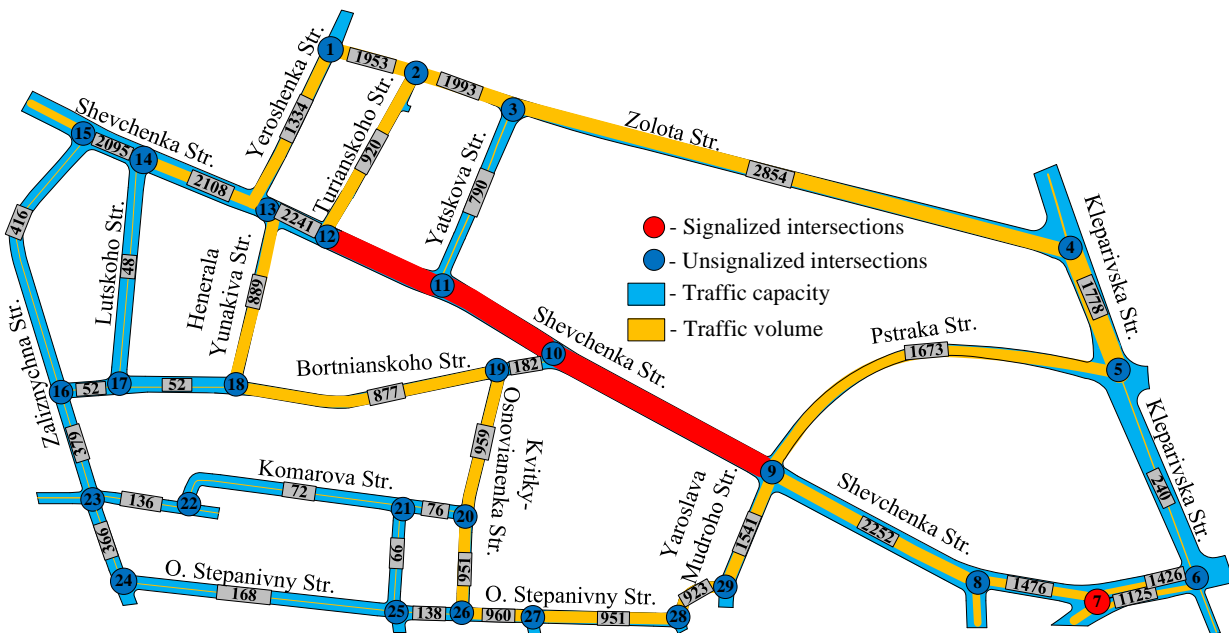 1
1953
2
1993
3
Zolota Str.
2854
Yeroshenka Str.
1334
Turianskoho Str.
920
Yatskova Str.
790
Shevchenka Str.
15
2095
14
2108
13
2241
12
11
416
Lutskoho Str.
48
Henerala
Yunakiva Str.
889
- Signalized intersections
- Unsignalized intersections
- Traffic capacity
- Traffic volume
4
Kleparivska Str.
1778
Pstraka Str.
1673
5
Shevchenka Str.
10
182
19
Bortnianskoho Str.
877
Zaliznychna Str.
16
52
17
52
18
379
Kvitky-
Osnovianenka Str.
959
Kleparivska Str.
240
9
Komarova Str.
72
23
136
22
21
76
20
Yaroslava
Mudroho Str.
1541
Shevchenka Str.
2252
366
66
951
24
O. Stepanivny Str.
168
25
138
26
960
27
O. Stepanivny Str.
951
28
923
29
8
1476
7
1426
1125
6